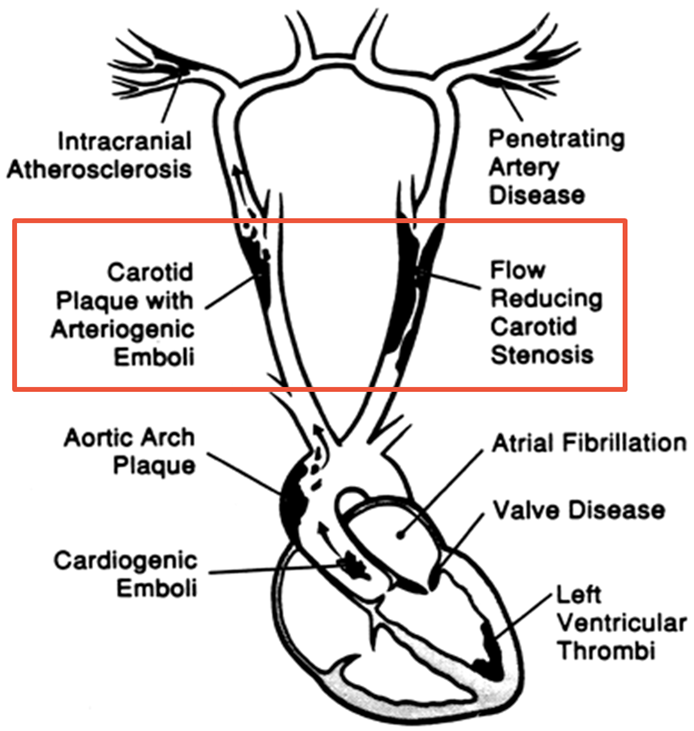 Intracranial
Atherosclerosis
Penetrating
Artery
Disease
Carotid
Plaque with
Arteriogenic
Emboli
Flow
Reducing
Carotid
Stenosis
Aortic Arch
Plaque
Atrial Fibrillation
Valve Disease
Cardiogenic
Emboli
Left
Ventricular
Thrombi